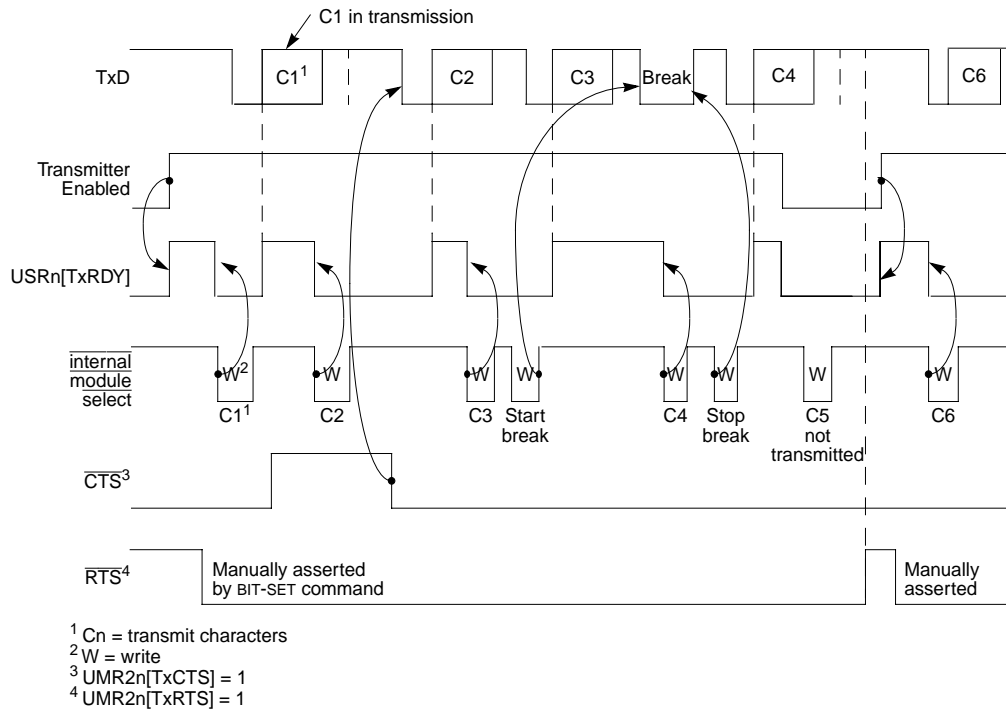 C1 in transmission
TxD
C1¹
C2
C3
Break
C4
C6
Transmitter
Enabled
USRn[TxRDY]
internal
module
select
W²
W
W
W
W
W
W
W
C1¹
C2
C3
Start
break
C4
Stop
break
C5
not
transmitted
C6
CTS³
RTS⁴
Manually asserted
by BIT-SET command
Manually
asserted
¹ Cn = transmit characters
² W = write
³ UMR2n[TxCTS] = 1
⁴ UMR2n[TxRTS] = 1